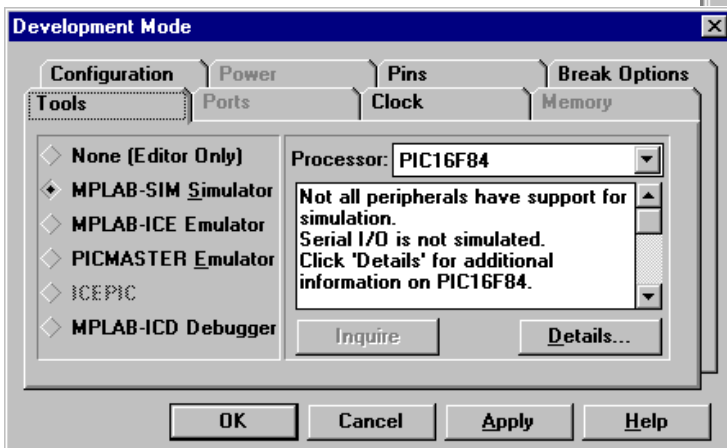 Development Mode
Configuration Power Pins Break Options
Tools Ports Clock Memory
None (Editor Only)
MPLAB-SIM Simulator
MPLAB-ICE Emulator
PICMASTER Emulator
ICEPIC
MPLAB-ICD Debugger
Processor: PIC16F84
Not all peripherals have support for
simulation.
Serial I/O is not simulated.
Click 'Details' for additional
information on PIC16F84.
Inquire Details...
OK Cancel Apply Help